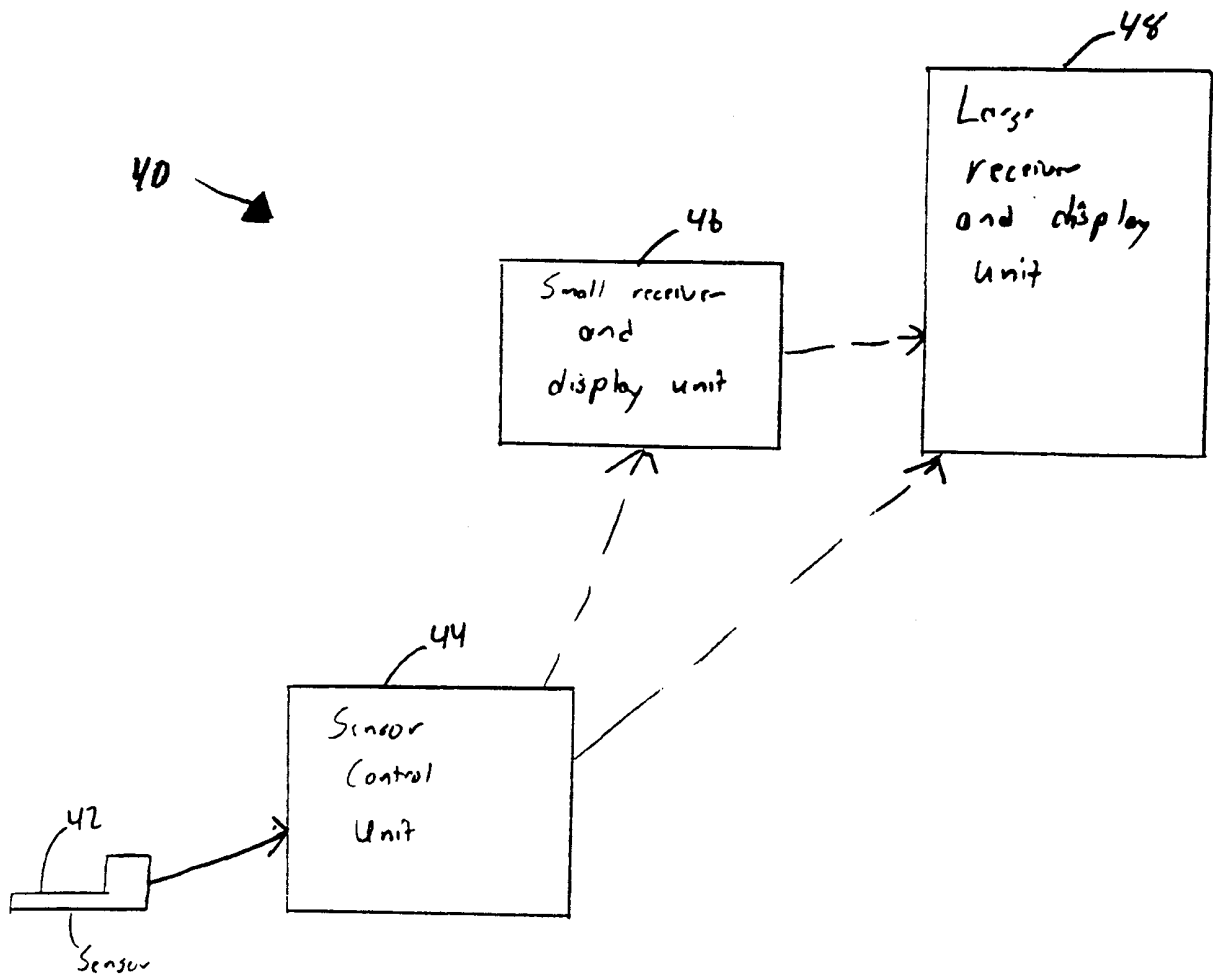 48
Large
receiver
and display
unit
40
46
Small receiver
and
display unit
44
Sensor
Control
Unit
42
Sensor